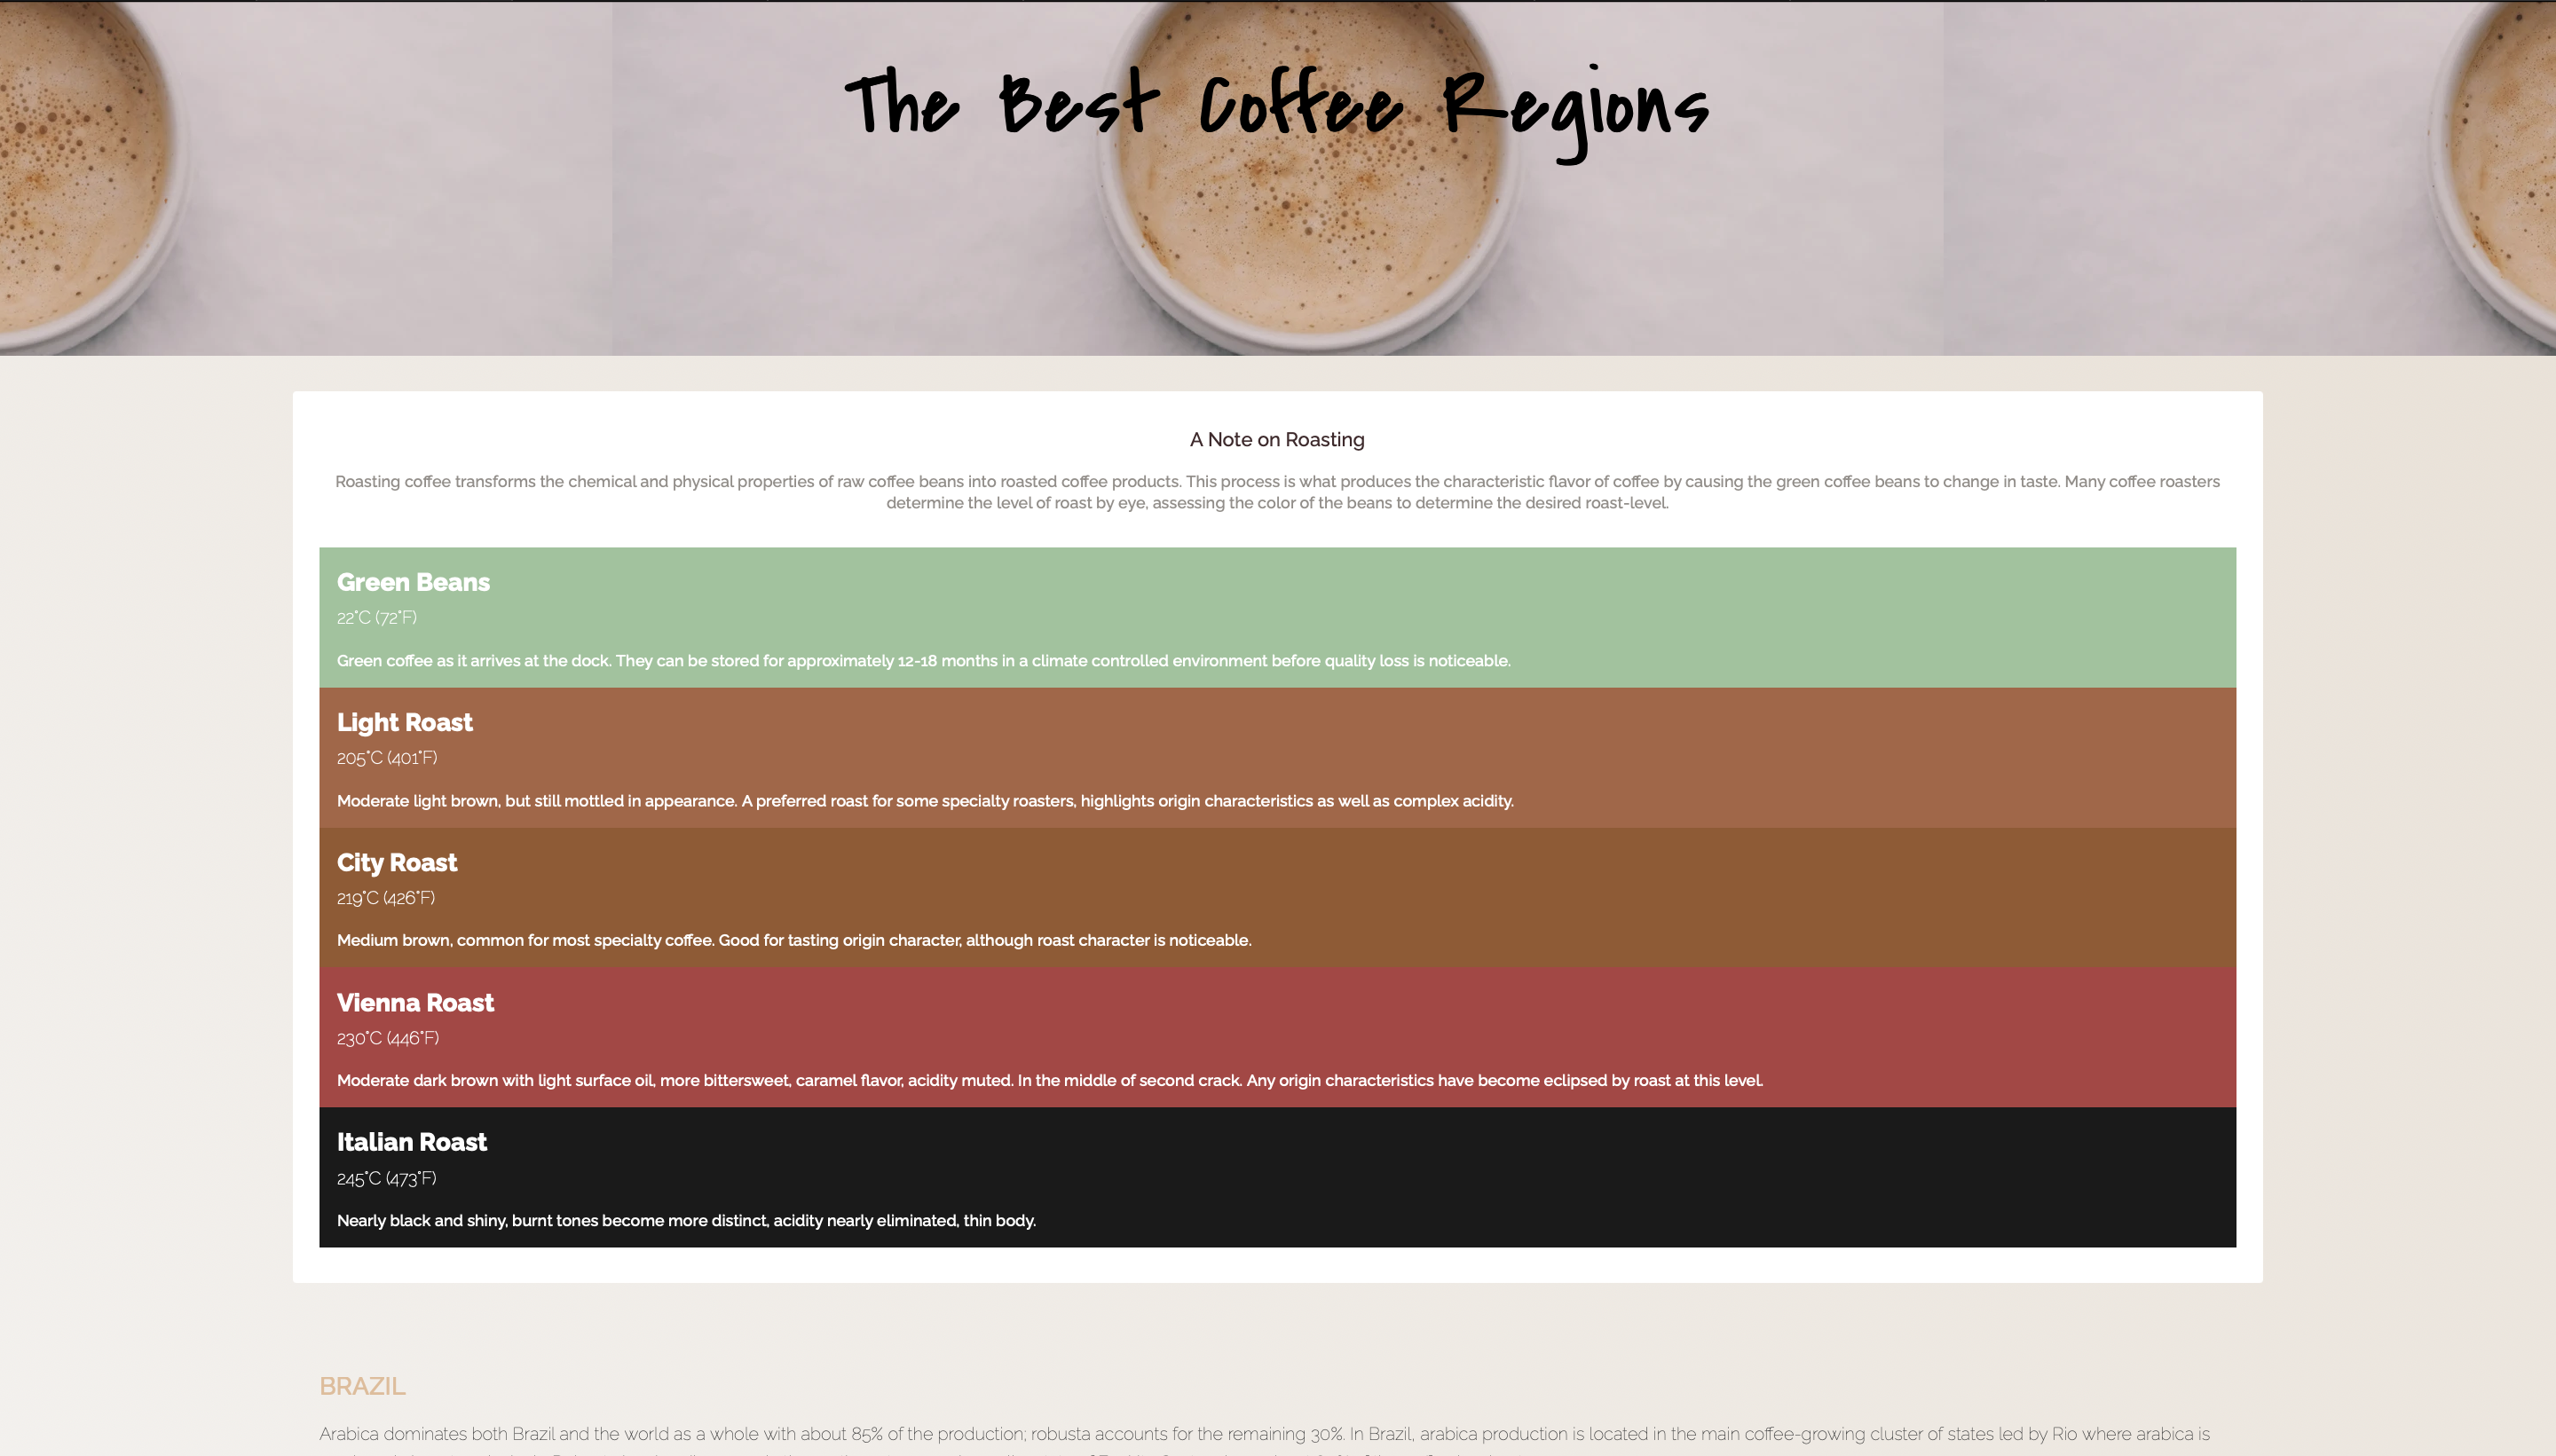 The Best Coffee Regions
A Note on Roasting
Roasting coffee transforms the chemical and physical properties of raw coffee beans into roasted coffee products. This process is what produces the characteristic flavor of coffee by causing the green coffee beans to change in taste. Many coffee roasters
determine the level of roast by eye, assessing the color of the beans to determine the desired roast-level.
Green Beans
22°C (72°F)
Green coffee as it arrives at the dock. They can be stored for approximately 12-18 months in a climate controlled environment before quality loss is noticeable.
Light Roast
205°C (401°F)
Moderate light brown, but still mottled in appearance. A preferred roast for some specialty roasters, highlights origin characteristics as well as complex acidity.
City Roast
219°C (426°F)
Medium brown, common for most specialty coffee. Good for tasting origin character, although roast character is noticeable.
Vienna Roast
230°C (446°F)
Moderate dark brown with light surface oil, more bittersweet, caramel flavor, acidity muted. In the middle of second crack. Any origin characteristics have become eclipsed by roast at this level.
Italian Roast
245°C (473°F)
Nearly black and shiny, burnt tones become more distinct, acidity nearly eliminated, thin body.
BRAZIL
Arabica dominates both Brazil and the world as a whole with about 85% of the production; robusta accounts for the remaining 30%. In Brazil, arabica production is located in the main coffee-growing cluster of states led by Rio where arabica is